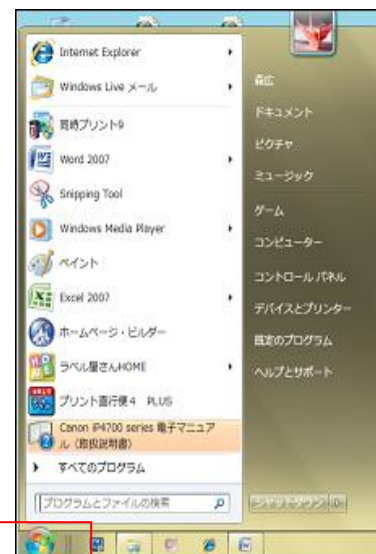 Internet Explorer
Windows Live メール
同時プリント9
Word 2007
Snipping Tool
Windows Media Player
ペイント
Excel 2007
ホームページ・ビルダー
ラベル屋さんHOME
プリント直行便4 PLUS
Canon iP4700 series 電子マニュア
ル（取扱説明書）
すべてのプログラム
プログラムとファイルの検索
ドキュメント
ピクチャ
ミュージック
ゲーム
コンピューター
コントロール パネル
デバイスとプリンター
既定のプログラム
ヘルプとサポート
シャットダウン